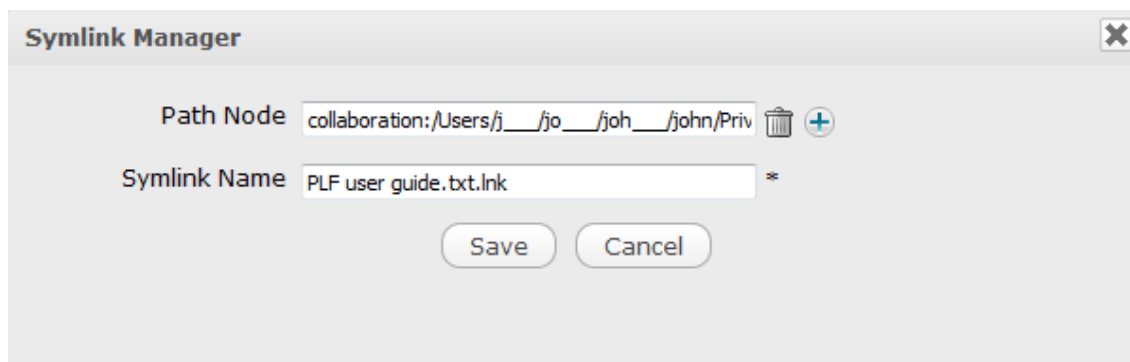 Symlink Manager
Path Node collaboration:/Users/j___/jo___/joh___/john/Priv
Symlink Name PLF user guide.txt.lnk *
Save Cancel